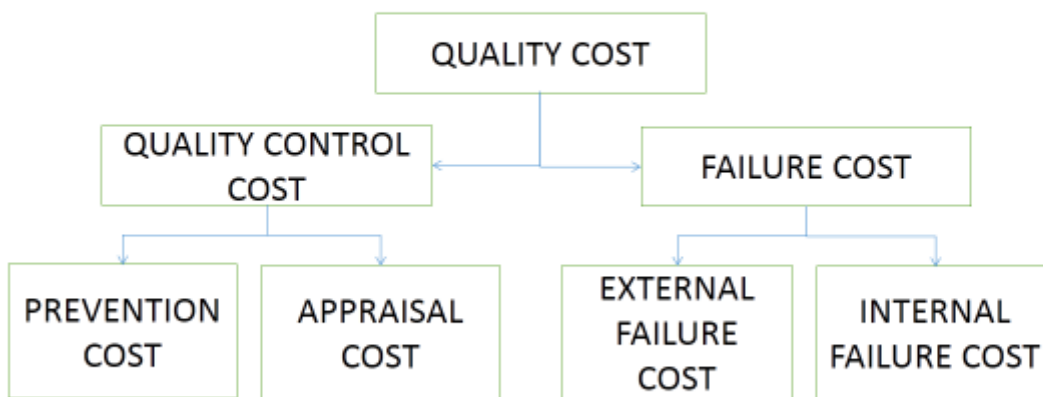 QUALITY COST
QUALITY CONTROL
COST
FAILURE COST
PREVENTION
COST
APPRAISAL
COST
EXTERNAL
FAILURE
COST
INTERNAL
FAILURE COST